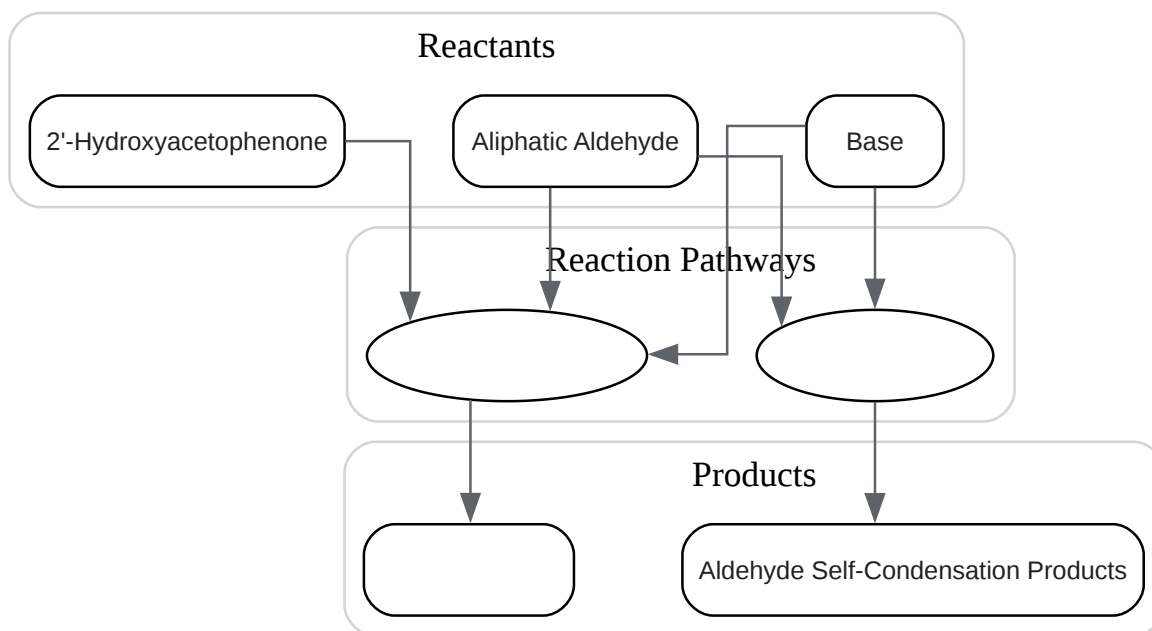 Reactants
2'-Hydroxyacetophenone
Aliphatic Aldehyde
Base
Reaction Pathways
Products
Aldehyde Self-Condensation Products